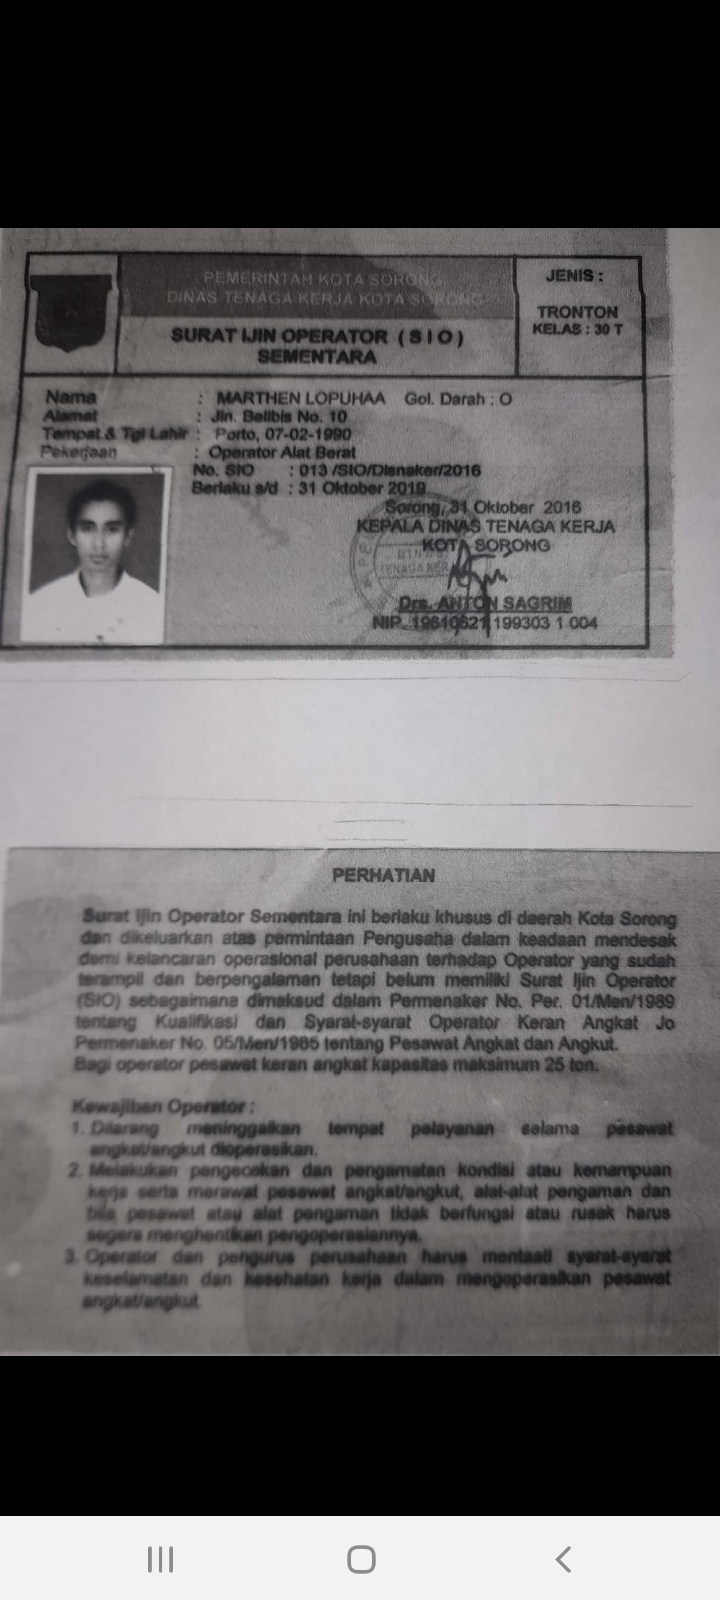 PEMERINTAH KOTA SORONG
DINAS TENAGA KERJA KOTA SORONG
SURAT IJIN OPERATOR ( S I O )
SEMENTARA
JENIS :
TRONTON
KELAS : 30 T
Nama : MARTHEN LOPUHAA Gol. Darah : O
Alamat : Jln. Belibis No. 10
Tempat & Tgl Lahir : Porto, 07-02-1990
Pekerjaan : Operator Alat Berat
No. SIO : 013 /SIO/Disnaker/2016
Berlaku s/d : 31 Oktober 2019
Sorong, 31 Oktober 2016
KEPALA DINAS TENAGA KERJA
KOTA SORONG
Drs. ANTON SAGRIM
NIP. 19610621 199303 1 004
PERHATIAN
Surat Ijin Operator Sementara ini berlaku khusus di daerah Kota Sorong
dan dikeluarkan atas permintaan Pengusaha dalam keadaan mendesak
demi kelancaran operasional perusahaan terhadap Operator yang sudah
terampil dan berpengalaman tetapi belum memiliki Surat Ijin Operator
(SIO) sebagaimana dimaksud dalam Permenaker No. Per. 01/Men/1989
tentang Kualifikasi dan Syarat-syarat Operator Keran Angkat Jo
Permenaker No. 05/Men/1985 tentang Pesawat Angkat dan Angkut.
Bagi operator pesawat keran angkat kapasitas maksimum 25 ton.
Kewajiban Operator :
1. Dilarang meninggalkan tempat pelayanan selama pesawat
angkat/angkut dioperasikan.
2. Melakukan pengecekan dan pengamatan kondisi atau kemampuan
kerja serta merawat pesawat angkat/angkut, alat-alat pengaman dan
bila pesawat atau alat pengaman tidak berfungsi atau rusak harus
segera menghentikan pengoperasiannya.
3. Operator dan pengurus perusahaan harus mentaati syarat-syarat
keselamatan dan kesehatan kerja dalam mengoperasikan pesawat
angkat/angkut.